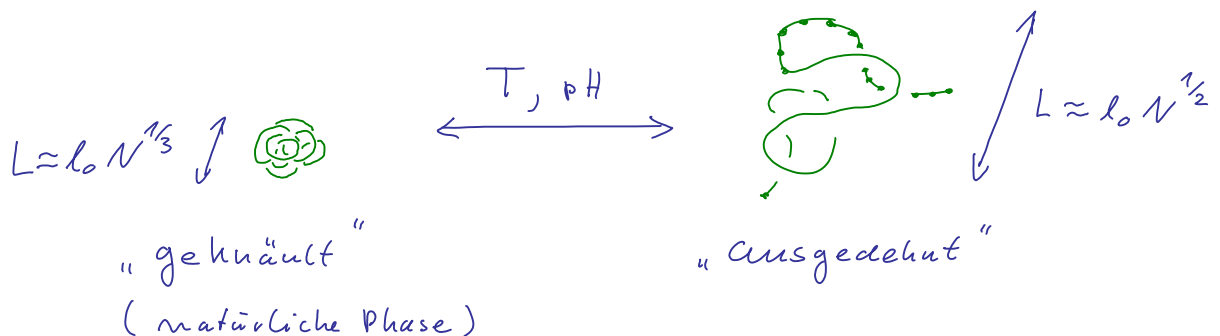 T, pH
L ≈ l₀ N^{1/3}
L ≈ l₀ N^{1/2}
„geknäult“
(natürliche Phase)
„ausgedehnt“